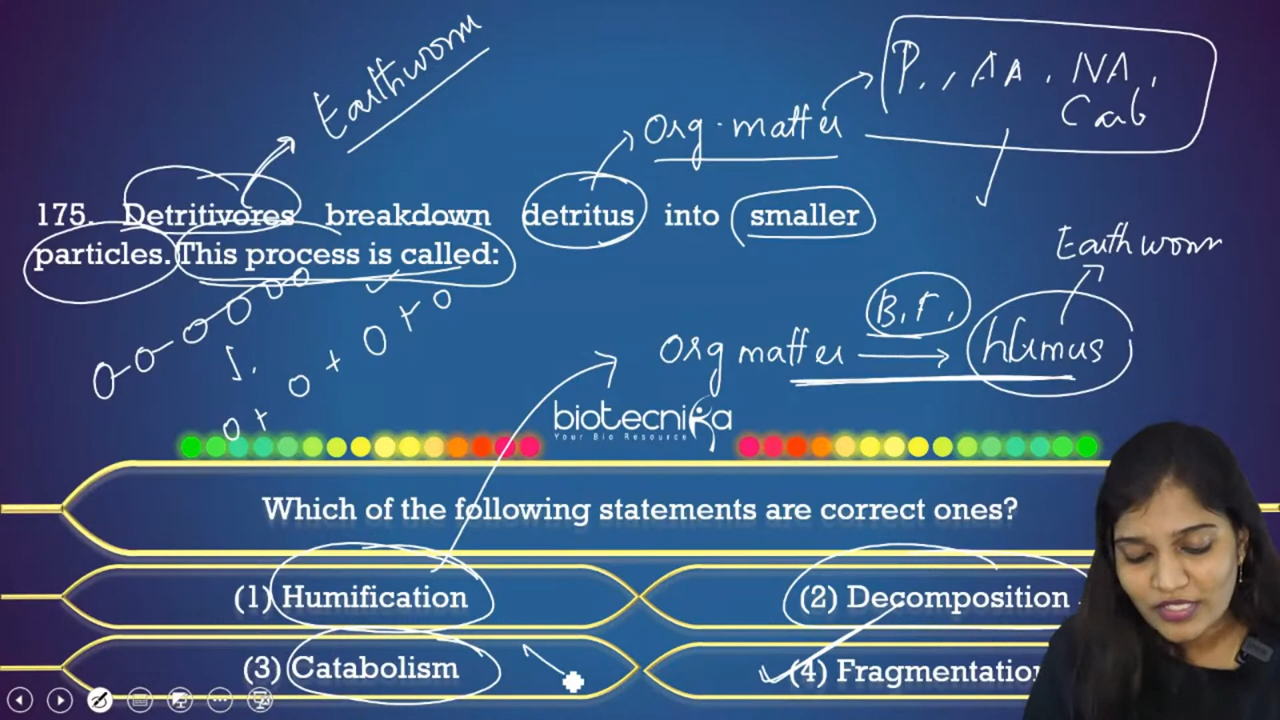 Earthworm
P., AA, NA,
Cab
Org. matter
175. Detritivores breakdown detritus into smaller
particles. This process is called:
Earthworm
B, F,
Org matter → humus
biotecnika
Your Bio Resource
Which of the following statements are correct ones?
(1) Humification
(2) Decomposition
(3) Catabolism
(4) Fragmentatio